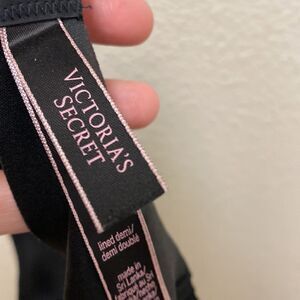 VICTORIA'S
SECRET
lined demi/
demi doublé
made in
Sri Lanka/